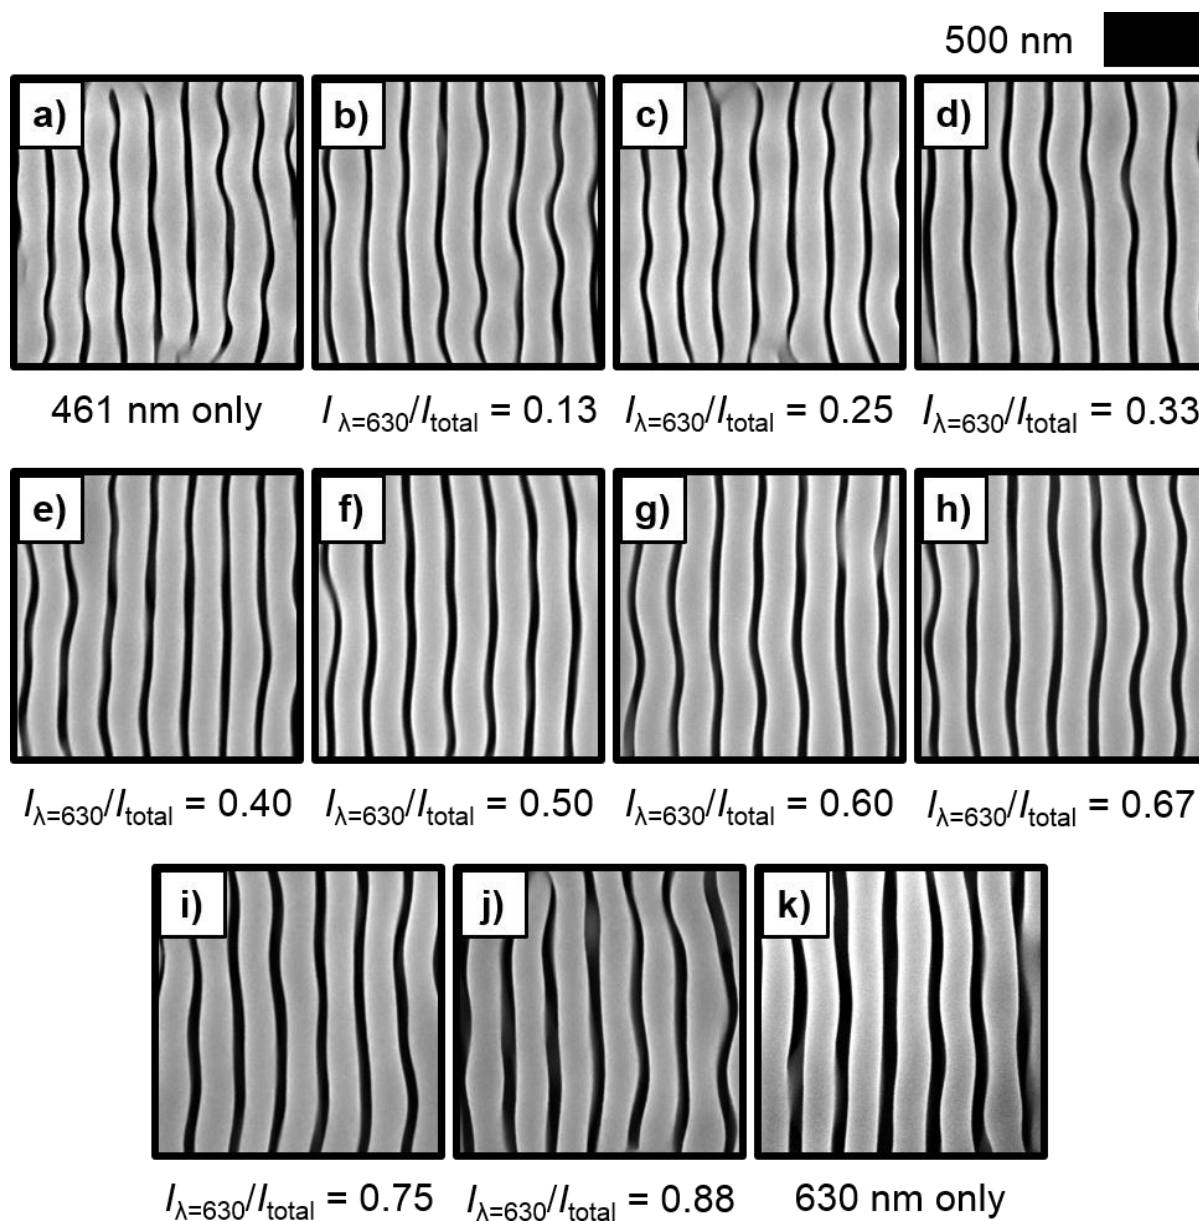 500 nm
a) b) c) d)
461 nm only I λ=630/Itotal = 0.13 Iλ=630/Itotal = 0.25 Iλ=630/Itotal = 0.33
e) f) g) h)
Iλ=630/Itotal = 0.40 Iλ=630/Itotal = 0.50 Iλ=630/Itotal = 0.60 Iλ=630/Itotal = 0.67
i) j) k)
Iλ=630/Itotal = 0.75 Iλ=630/Itotal = 0.88 630 nm only